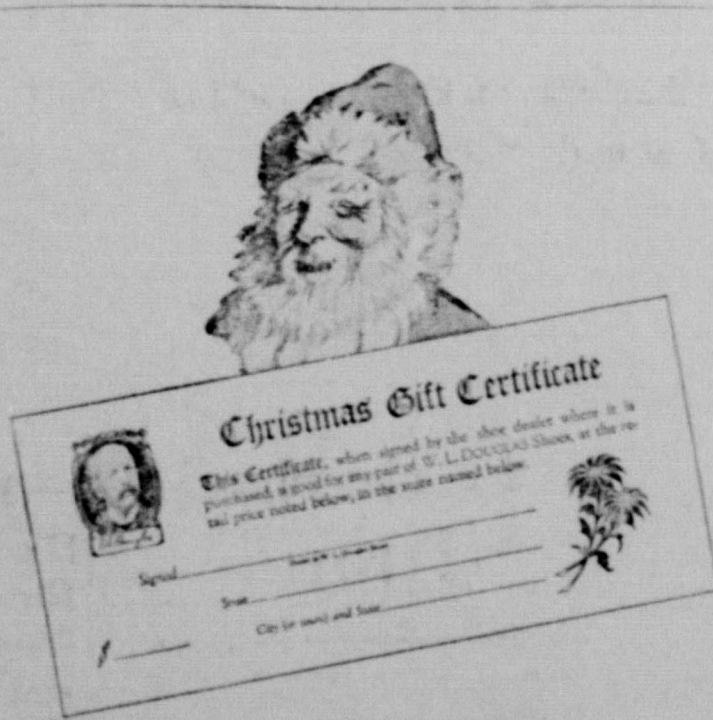 Christmas Gift Certificate
This Certificate, when signed by the shoe dealer where it is
purchased, is good for any pair of W. L. DOUGLAS Shoes, at the re-
tail price noted below, in the state named below.
Signed
City (or town) and State
$